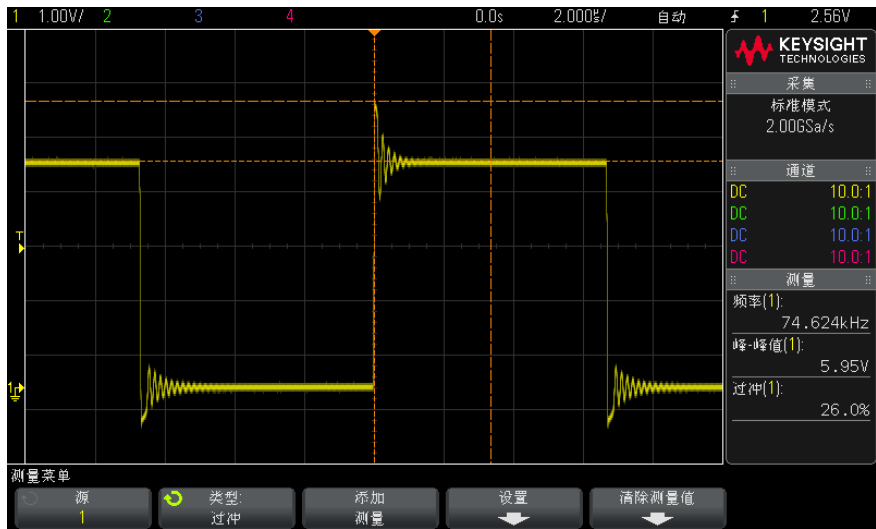 1 1.00V/ 2 3 4 0.0s 2.000µs/ 自动 1 2.56V
KEYSIGHT
TECHNOLOGIES
采集
标准模式
2.00GSa/s
通道
DC 10.0:1
DC 10.0:1
DC 10.0:1
DC 10.0:1
测量
频率(1):
74.624kHz
峰-峰值(1):
5.95V
过冲(1):
26.0%
T
1
测量菜单
源
1
类型:
过冲
添加
测量
设置
清除测量值